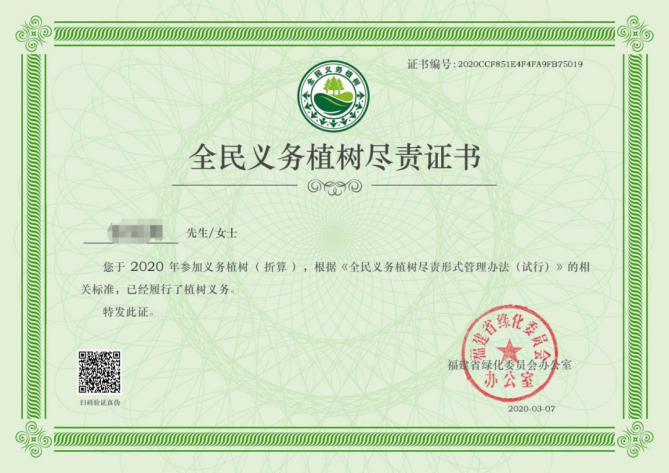 证书编号:2020CCF851E4F4FA9FB75019
全民义务植树
全民义务植树尽责证书
先生/女士
您于 2020 年参加义务植树（折算），根据《全民义务植树尽责形式管理办法（试行）》的相
关标准，已经履行了植树义务。
特发此证。
福建省绿化委员会
福建省绿化委员会办公室
办公室
扫码验证真伪
2020-03-07